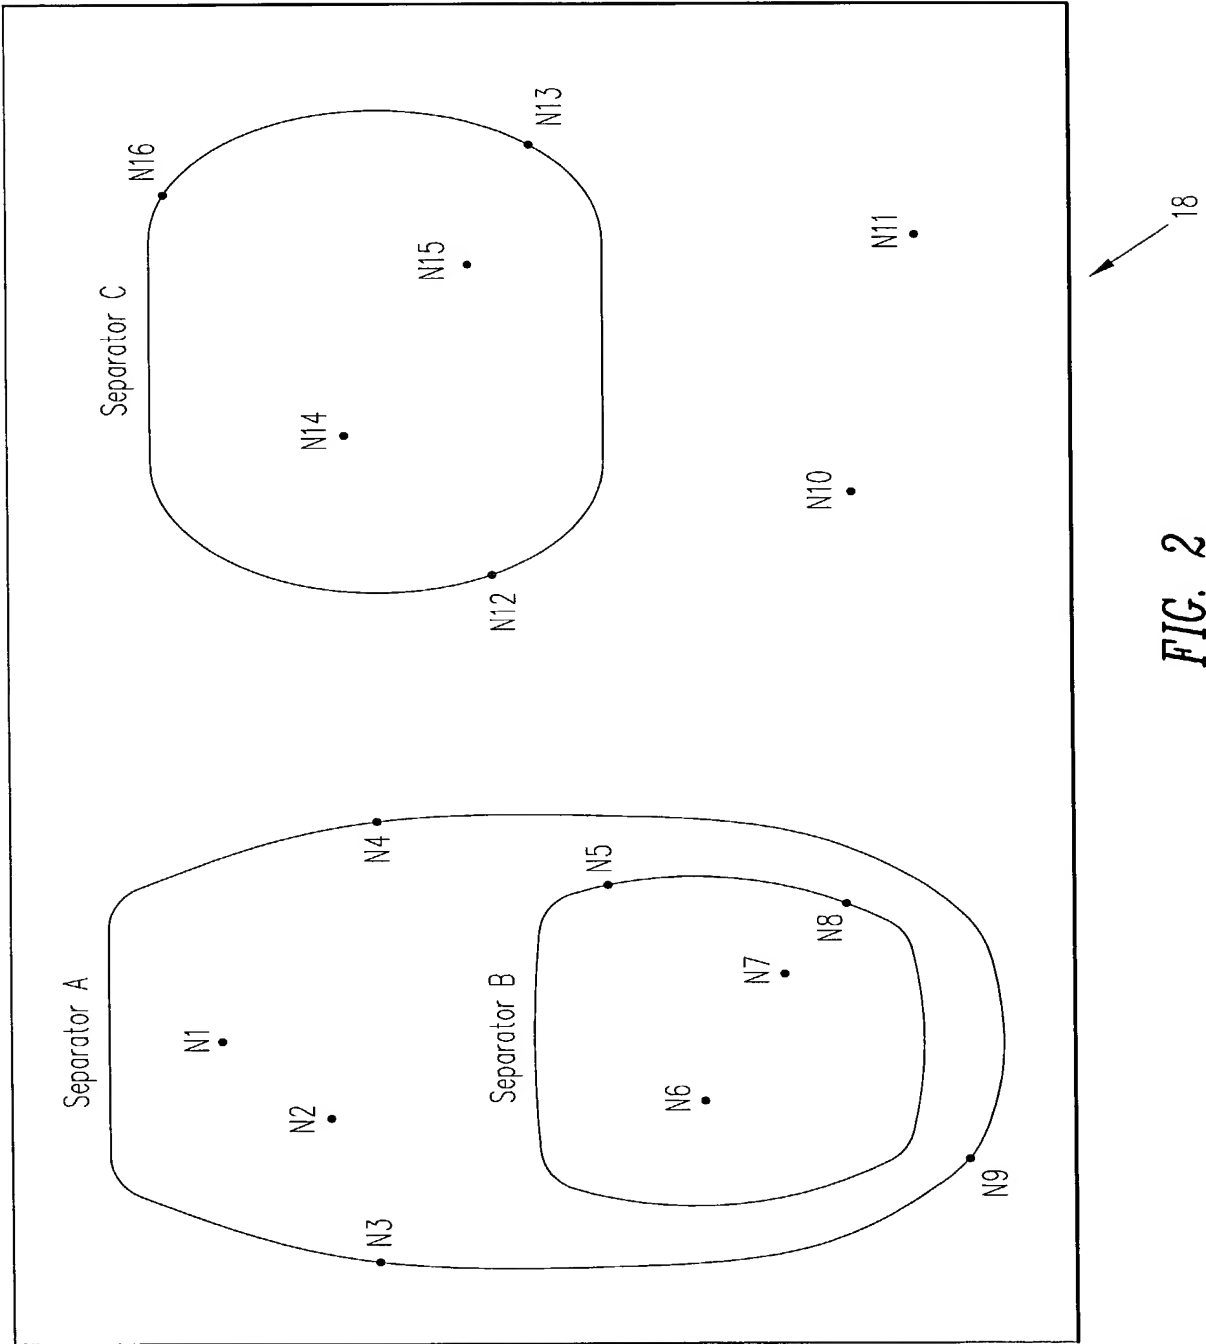 Separator A
N1
N2
N3
N4
Separator B
N5
N6
N7
N8
N9
Separator C
N16
N14
N15
N13
N12
N10
N11
18
FIG. 2